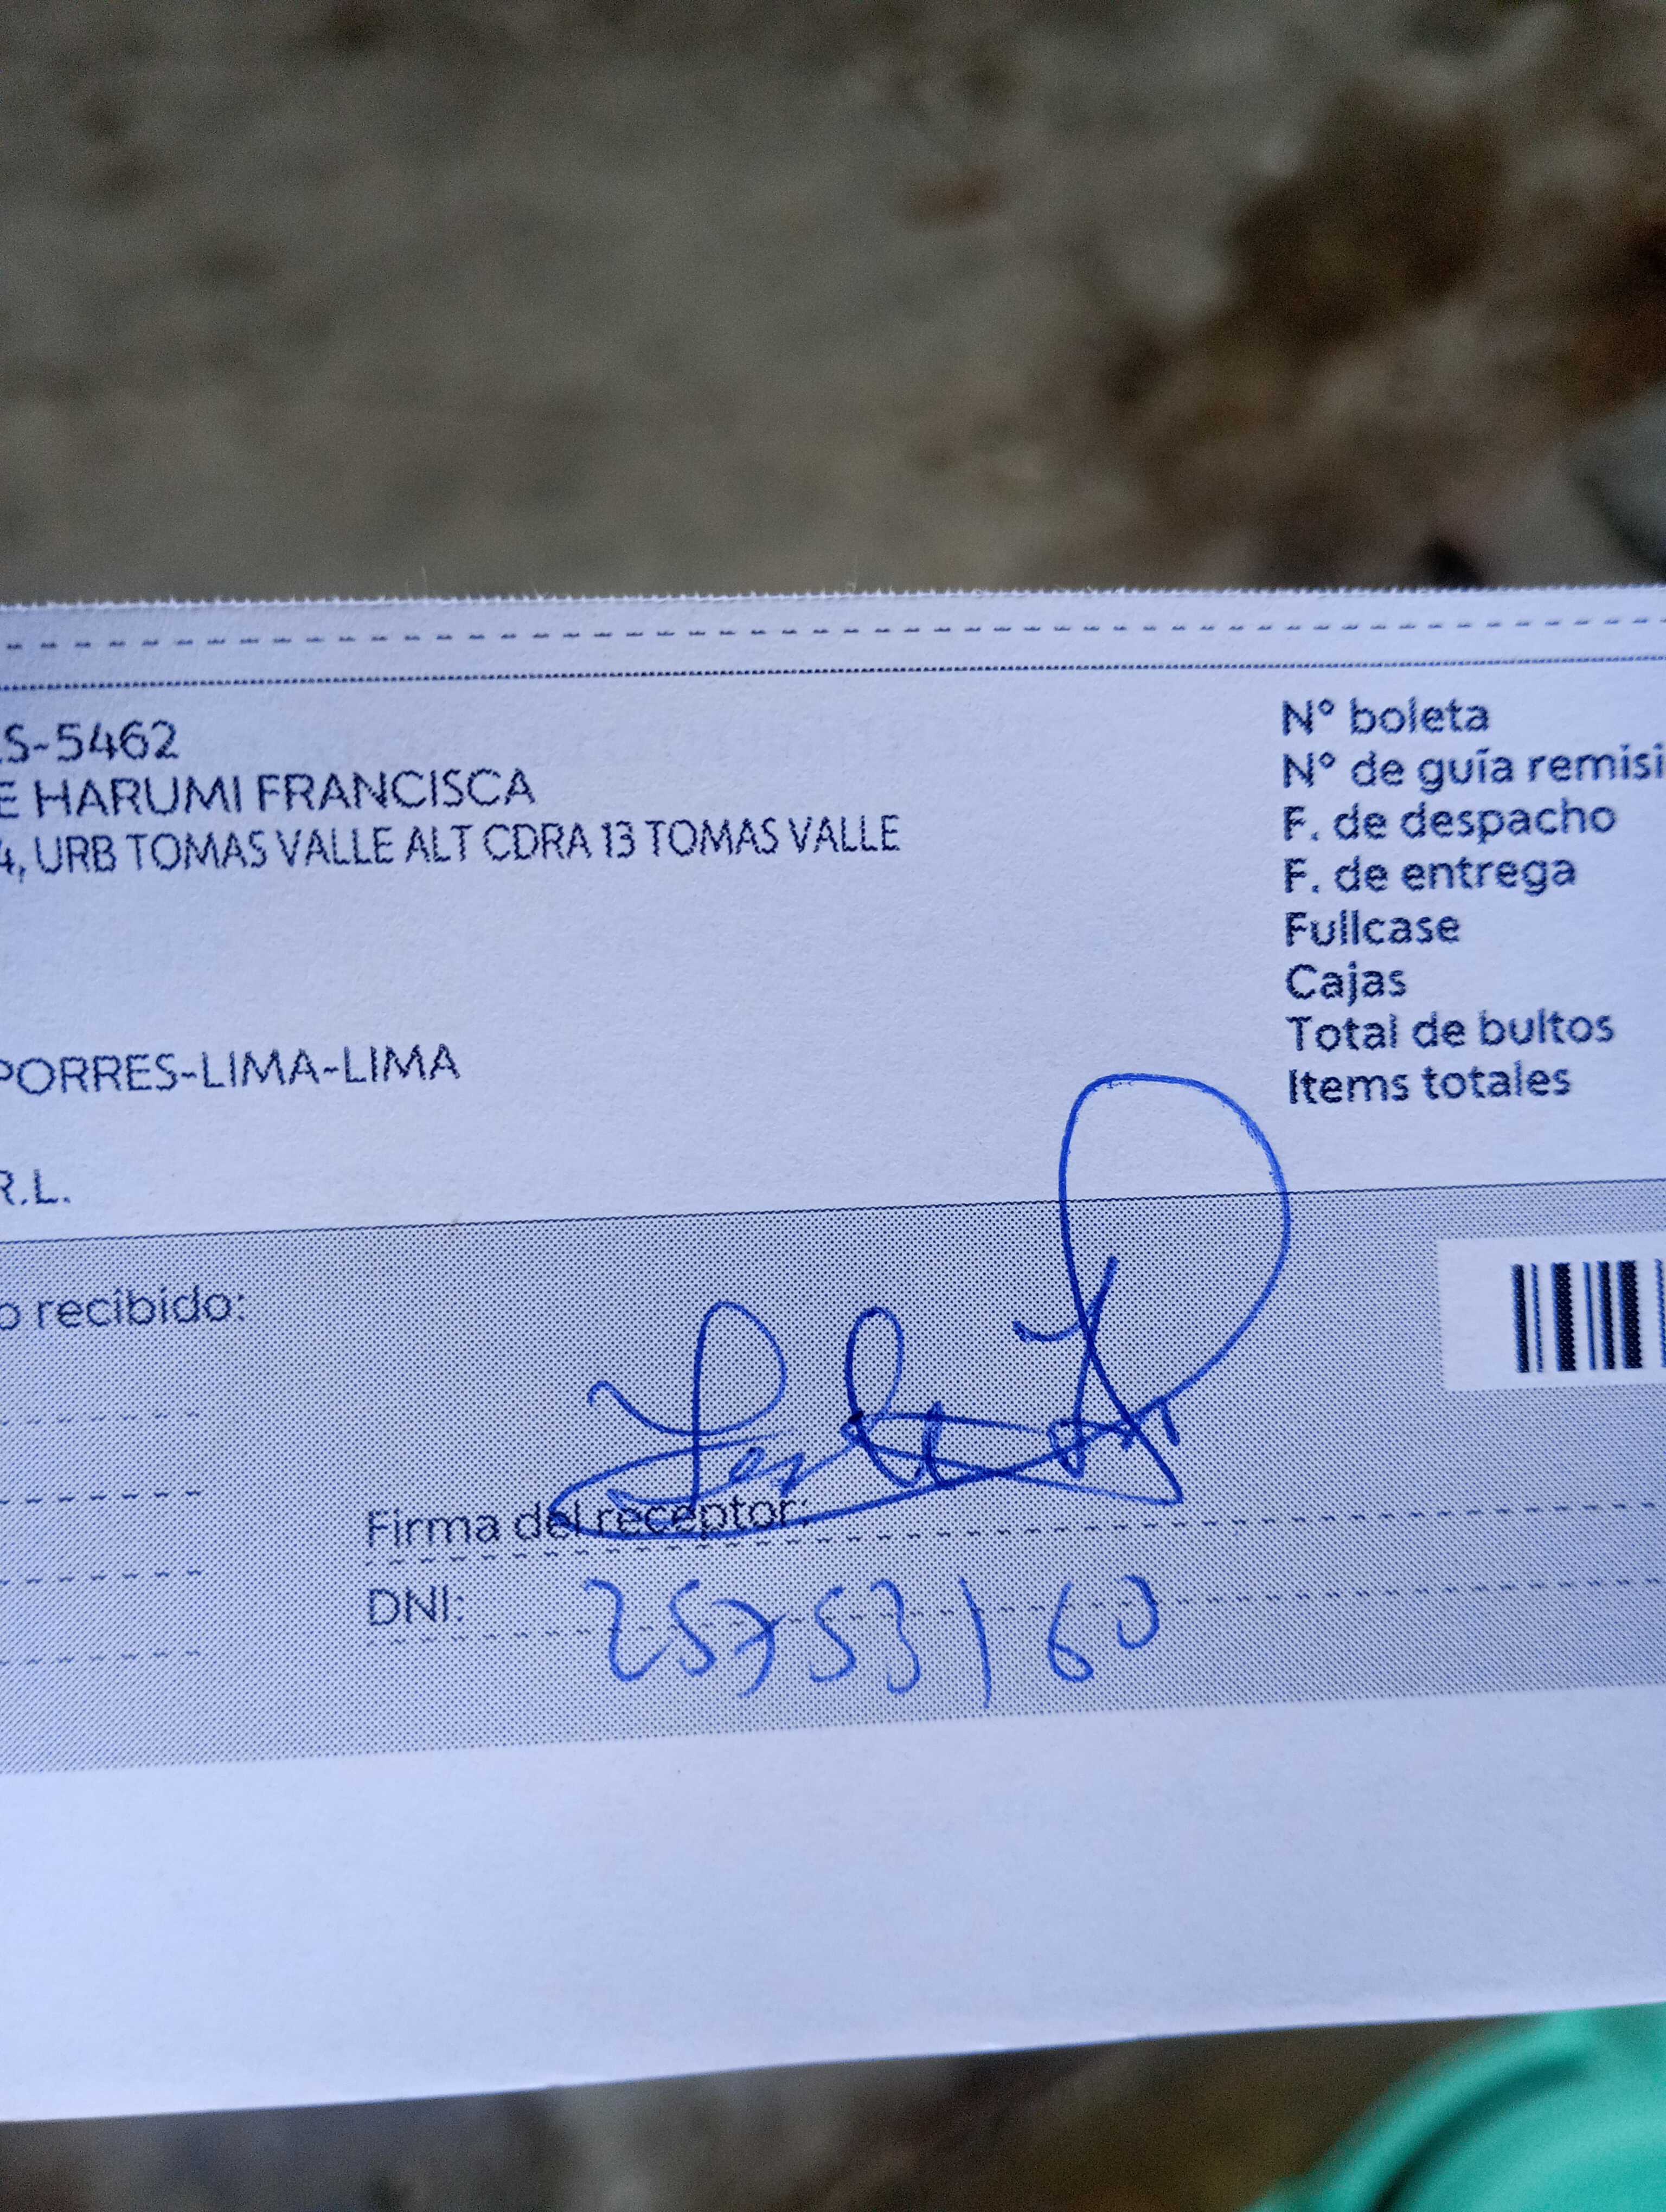 S-5462
E HARUMI FRANCISCA
4, URB TOMAS VALLE ALT CDRA 13 TOMAS VALLE
PORRES-LIMA-LIMA
R.L.
N° boleta
N° de guía remisi
F. de despacho
F. de entrega
Fullcase
Cajas
Total de bultos
Items totales
o recibido:
Firma del receptor:
DNI: 25753160